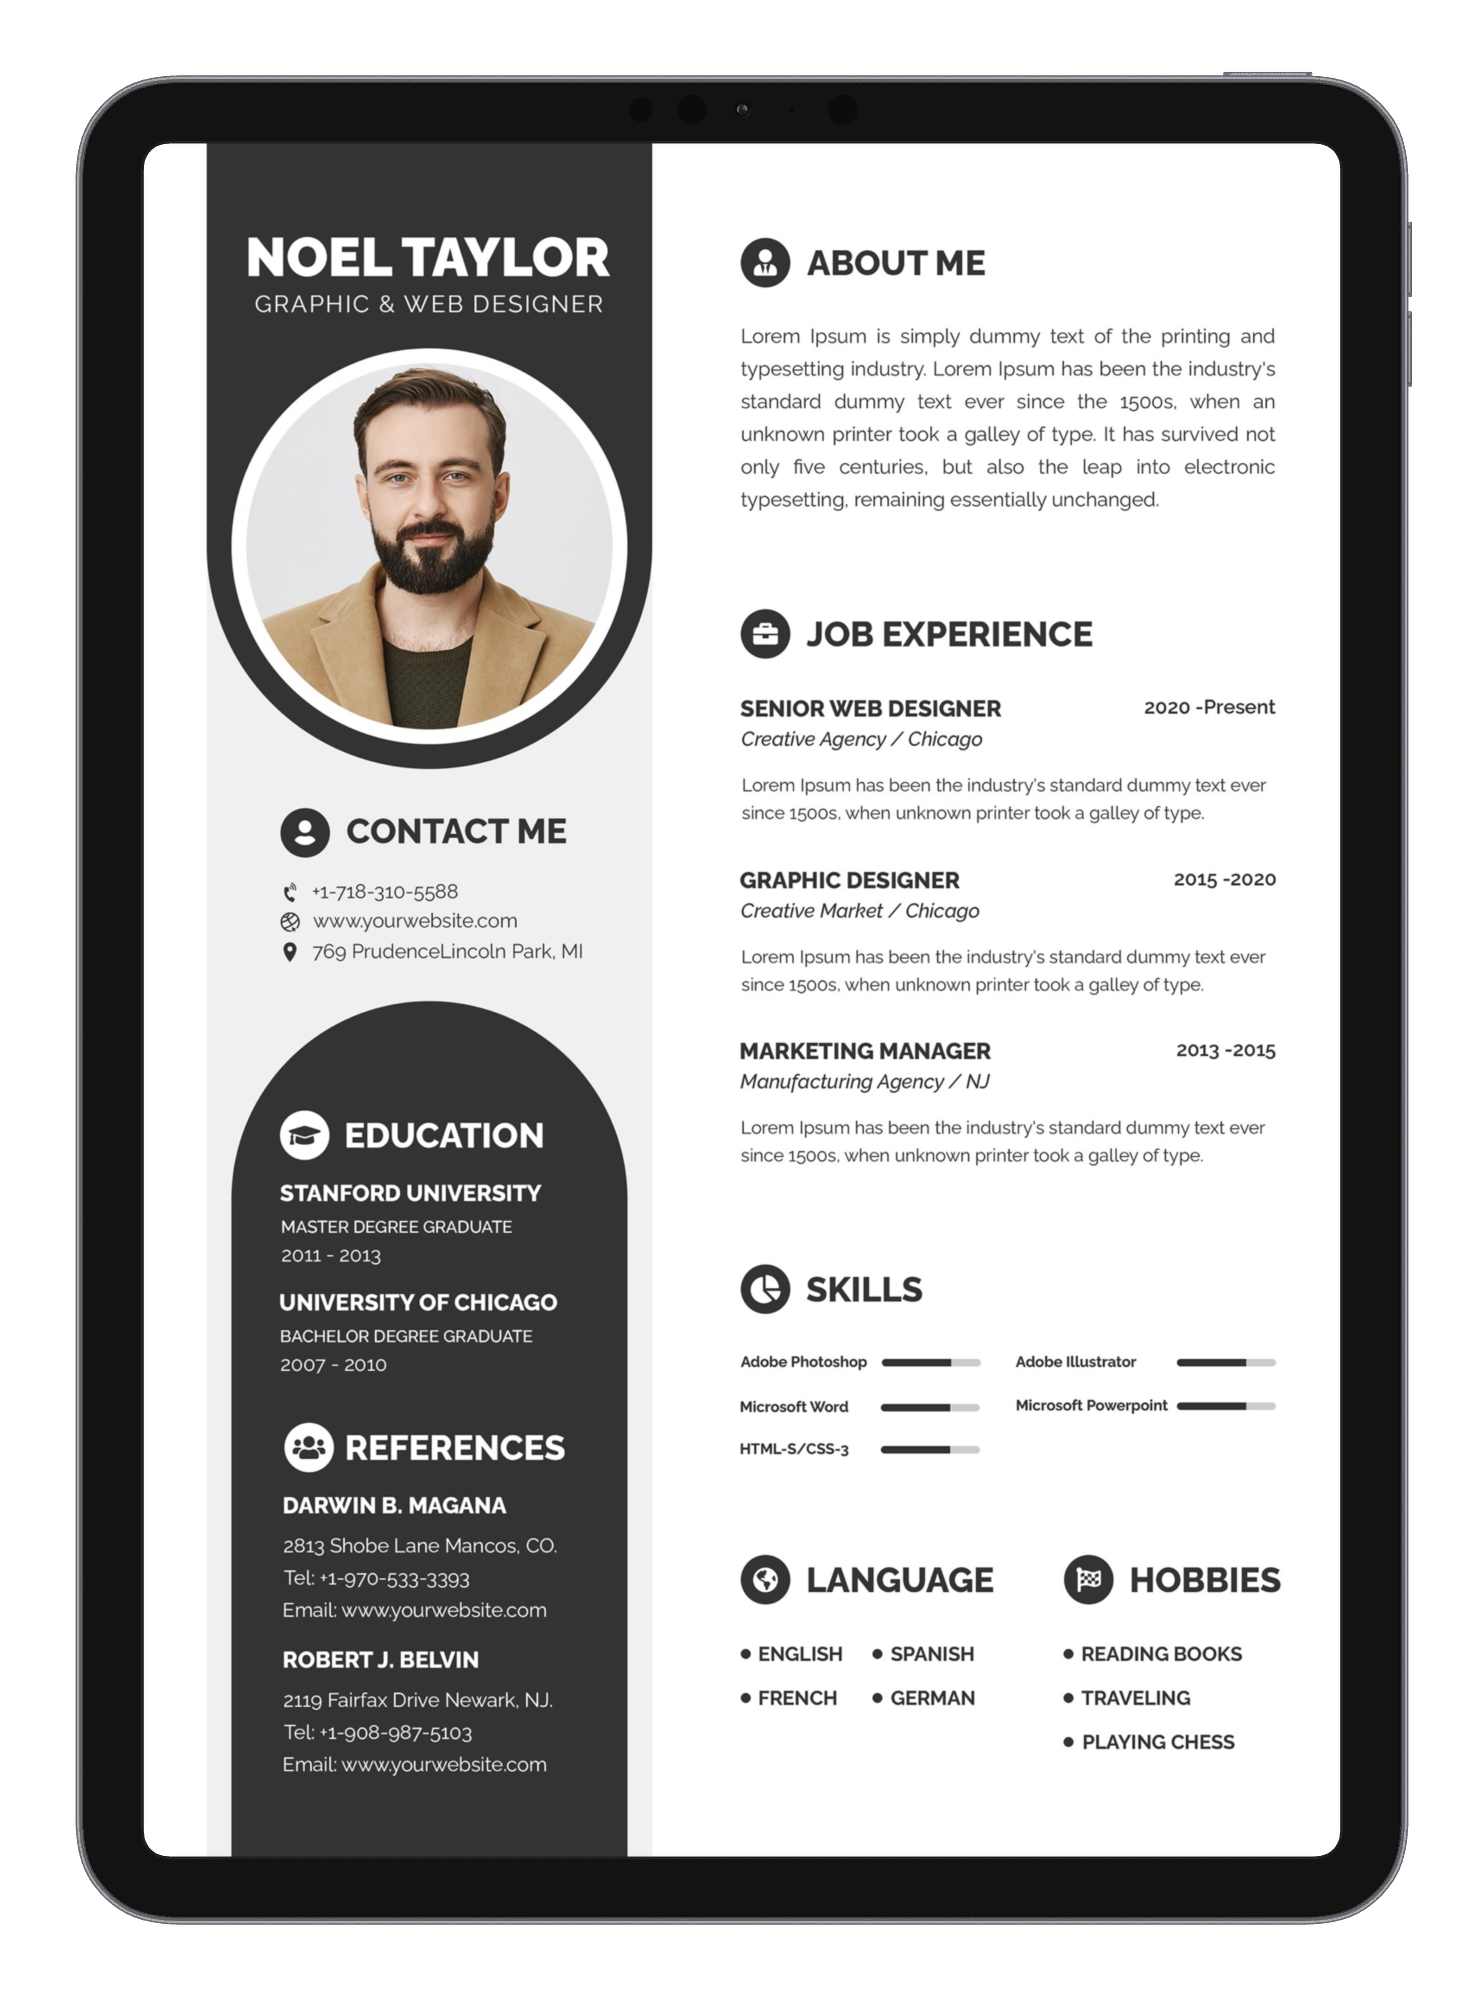 NOEL TAYLOR
GRAPHIC & WEB DESIGNER
CONTACT ME
+1-718-310-5588
www.yourwebsite.com
769 PrudenceLincoln Park, MI
EDUCATION
STANFORD UNIVERSITY
MASTER DEGREE GRADUATE
2011 - 2013
UNIVERSITY OF CHICAGO
BACHELOR DEGREE GRADUATE
2007 - 2010
REFERENCES
DARWIN B. MAGANA
2813 Shobe Lane Mancos, CO.
Tel: +1-970-533-3393
Email: www.yourwebsite.com
ROBERT J. BELVIN
2119 Fairfax Drive Newark, NJ.
Tel: +1-908-987-5103
Email: www.yourwebsite.com
ABOUT ME
Lorem Ipsum is simply dummy text of the printing and
typesetting industry. Lorem Ipsum has been the industry's
standard dummy text ever since the 1500s, when an
unknown printer took a galley of type. It has survived not
only five centuries, but also the leap into electronic
typesetting, remaining essentially unchanged.
JOB EXPERIENCE
SENIOR WEB DESIGNER 2020 -Present
Creative Agency / Chicago
Lorem Ipsum has been the industry's standard dummy text ever
since 1500s, when unknown printer took a galley of type.
GRAPHIC DESIGNER 2015 -2020
Creative Market / Chicago
Lorem Ipsum has been the industry's standard dummy text ever
since 1500s, when unknown printer took a galley of type.
MARKETING MANAGER 2013 -2015
Manufacturing Agency / NJ
Lorem Ipsum has been the industry's standard dummy text ever
since 1500s, when unknown printer took a galley of type.
SKILLS
Adobe Photoshop Adobe Illustrator
Microsoft Word Microsoft Powerpoint
HTML-S/CSS-3
LANGUAGE
• ENGLISH • SPANISH
• FRENCH • GERMAN
HOBBIES
• READING BOOKS
• TRAVELING
• PLAYING CHESS